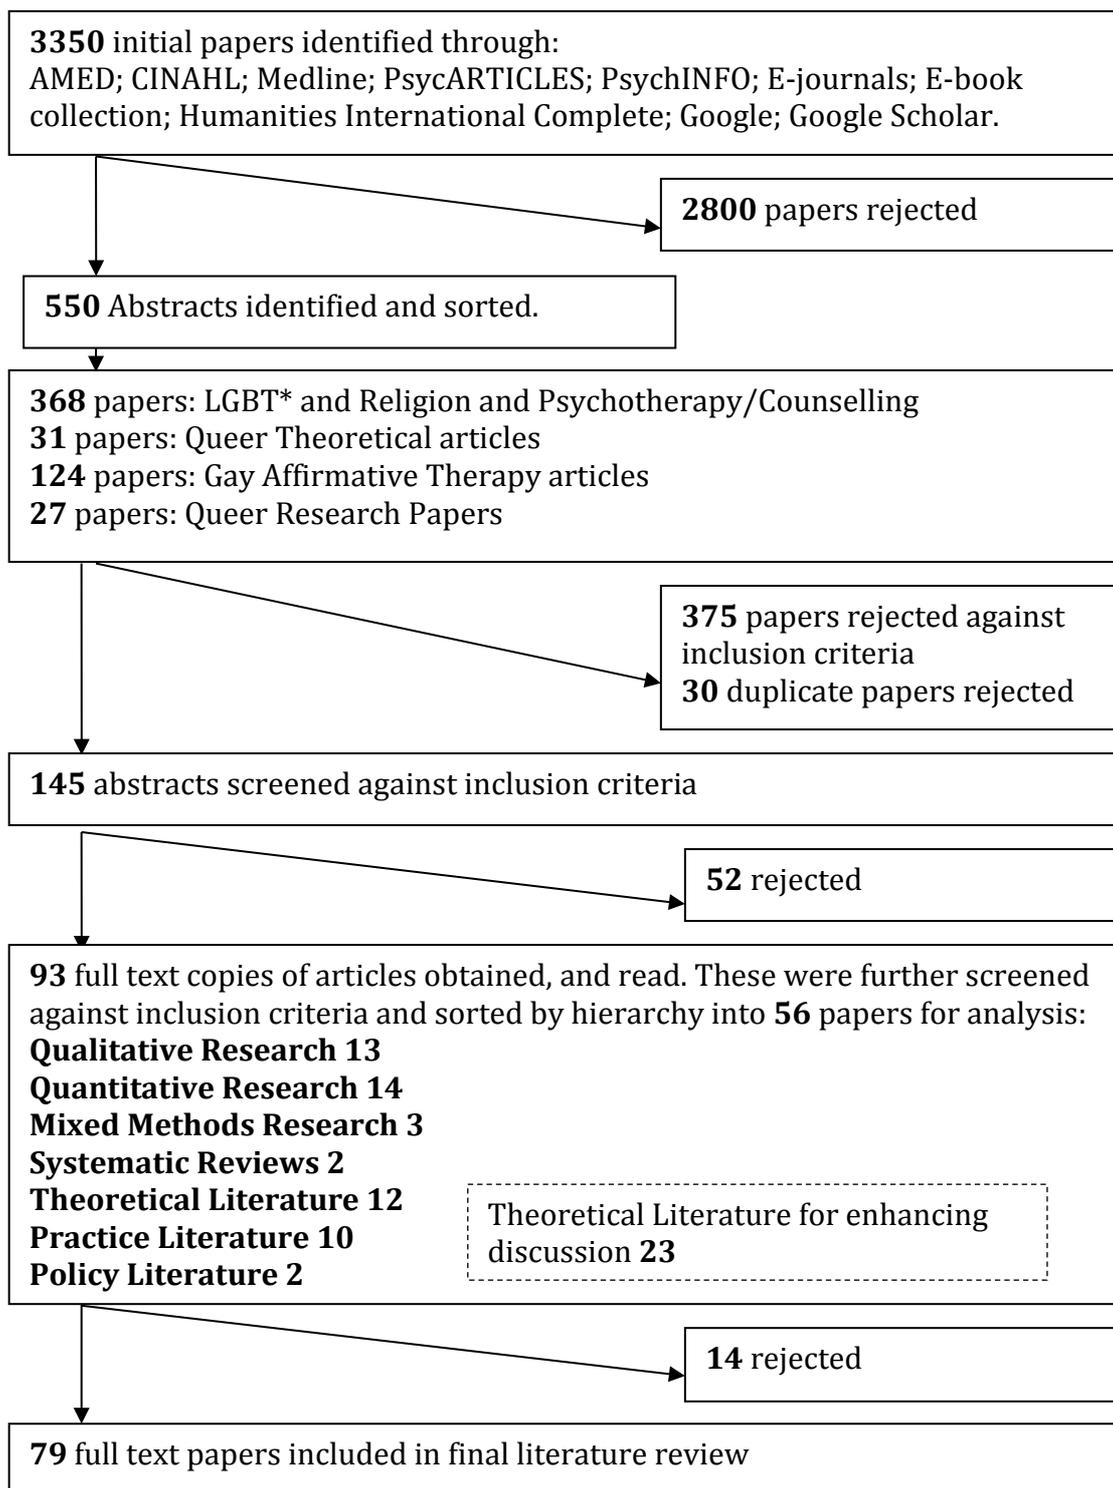 3350 initial papers identified through:
AMED; CINAHL; Medline; PsycARTICLES; PsychINFO; E-journals; E-book
collection; Humanities International Complete; Google; Google Scholar.
2800 papers rejected
550 Abstracts identified and sorted.
368 papers: LGBT* and Religion and Psychotherapy/Counselling
31 papers: Queer Theoretical articles
124 papers: Gay Affirmative Therapy articles
27 papers: Queer Research Papers
375 papers rejected against
inclusion criteria
30 duplicate papers rejected
145 abstracts screened against inclusion criteria
52 rejected
93 full text copies of articles obtained, and read. These were further screened
against inclusion criteria and sorted by hierarchy into 56 papers for analysis:
Qualitative Research 13
Quantitative Research 14
Mixed Methods Research 3
Systematic Reviews 2
Theoretical Literature 12
Practice Literature 10
Policy Literature 2
Theoretical Literature for enhancing
discussion 23
14 rejected
79 full text papers included in final literature review